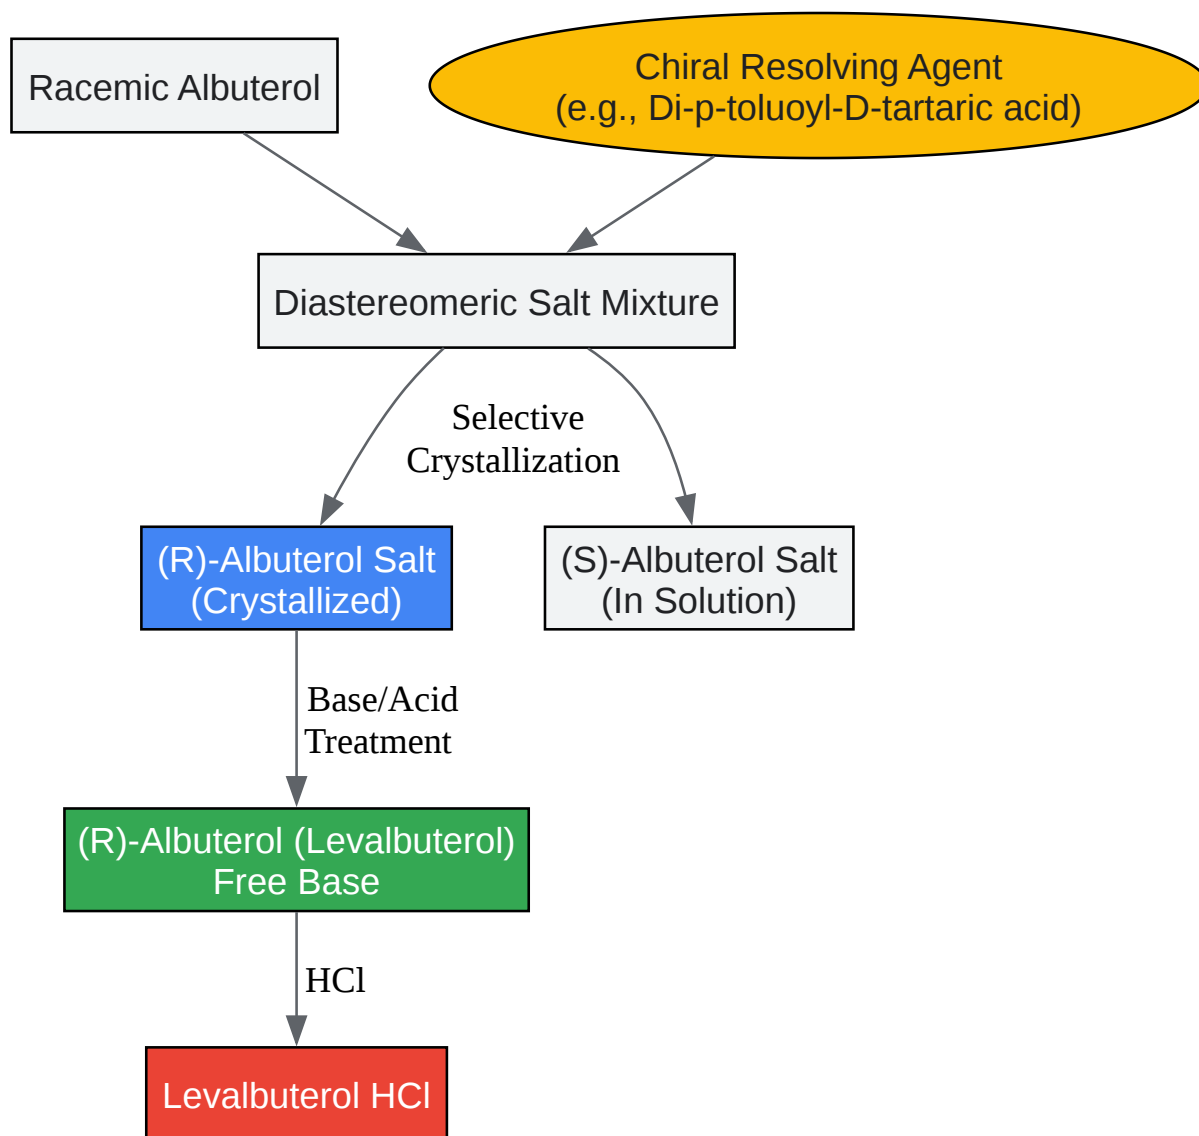 Racemic Albuterol
Chiral Resolving Agent
(e.g., Di-p-toluoyl-D-tartaric acid)
Diastereomeric Salt Mixture
Selective
Crystallization
(R)-Albuterol Salt
(Crystallized)
(S)-Albuterol Salt
(In Solution)
Base/Acid
Treatment
(R)-Albuterol (Levalbuterol)
Free Base
HCl
Levalbuterol HCl